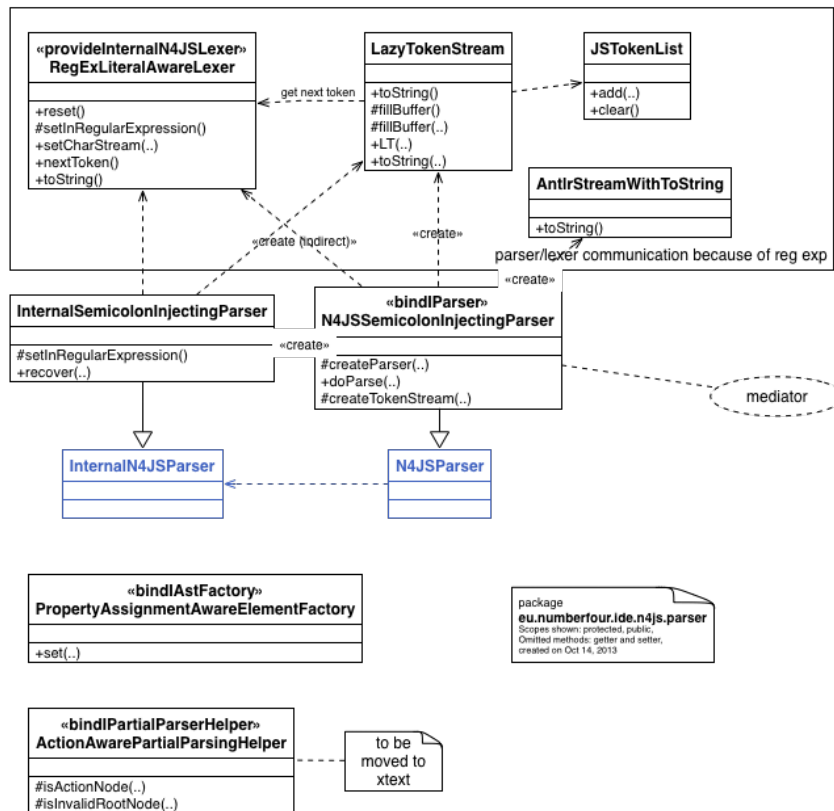 «provideInternalN4JSLexer»
RegExLiteralAwareLexer
+reset()
#setInRegularExpression()
+setCharStream(..)
+nextToken()
+toString()
get next token
LazyTokenStream
+toString()
#fillBuffer()
#fillBuffer(..)
+LT(..)
+toString(..)
JSTokenList
+add(..)
+clear()
AntlrStreamWithToString
+toString()
«create (indirect)»
«create»
parser/lexer communication because of reg exp
«create»
InternalSemicolonInjectingParser
#setInRegularExpression()
+recover(..)
«create»
«bindIParser»
N4JSSemicolonInjectingParser
#createParser(..)
+doParse(..)
#createTokenStream(..)
mediator
InternalN4JSParser
N4JSParser
«bindIAstFactory»
PropertyAssignmentAwareElementFactory
+set(..)
package
eu.numberfour.ide.n4js.parser
Scopes shown: protected, public,
Omitted methods: getter and setter,
created on Oct 14, 2013
«bindIPartialParserHelper»
ActionAwarePartialParsingHelper
#isActionNode(..)
#isInvalidRootNode(..)
to be
moved to
xtext